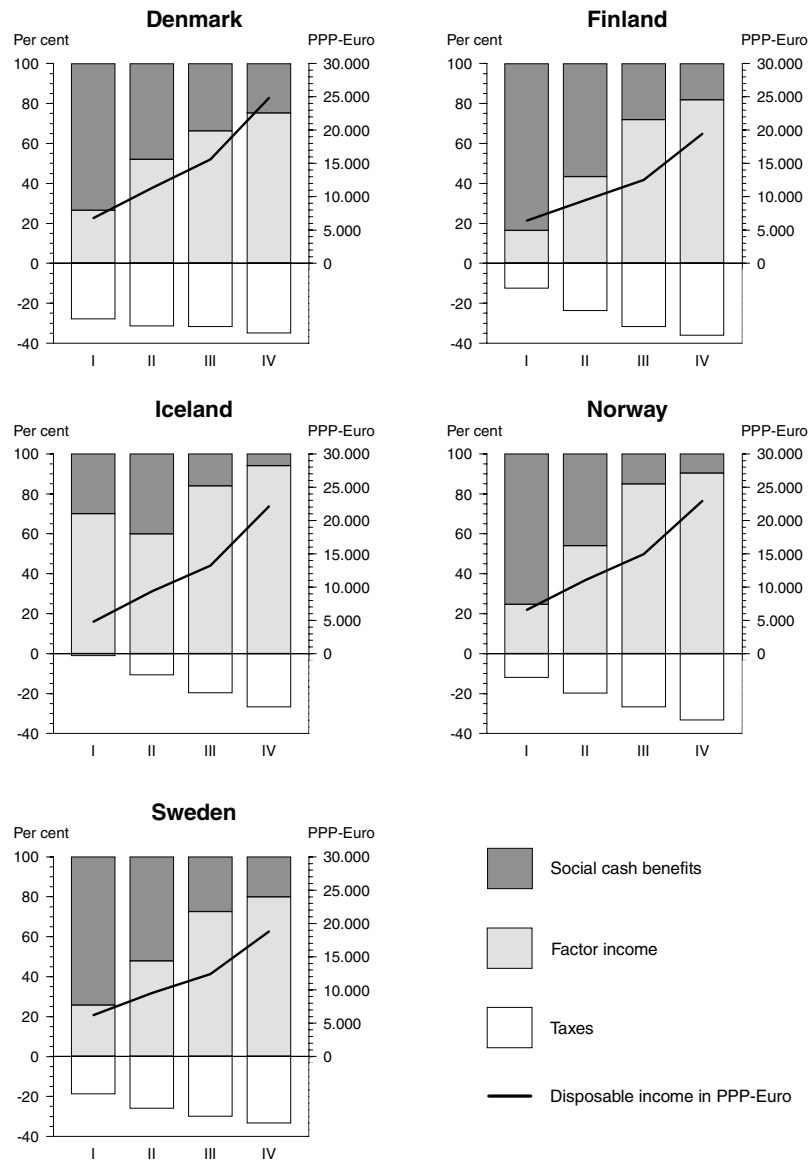 Denmark
Per cent PPP-Euro
100 30.000
80 25.000
60 20.000
40 15.000
20 10.000
0 5.000
-20 0
-40
I II III IV
Finland
Per cent PPP-Euro
100 30.000
80 25.000
60 20.000
40 15.000
20 10.000
0 5.000
-20 0
-40
I II III IV
Iceland
Per cent PPP-Euro
100 30.000
80 25.000
60 20.000
40 15.000
20 10.000
0 5.000
-20 0
-40
I II III IV
Norway
Per cent PPP-Euro
100 30.000
80 25.000
60 20.000
40 15.000
20 10.000
0 5.000
-20 0
-40
I II III IV
Sweden
Per cent PPP-Euro
100 30.000
80 25.000
60 20.000
40 15.000
20 10.000
0 5.000
-20 0
-40
I II III IV
Social cash benefits
Factor income
Taxes
Disposable income in PPP-Euro